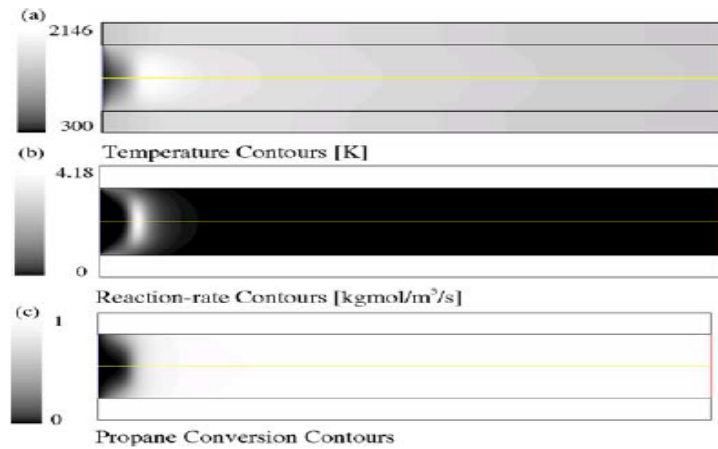 (a)
2146
300
Temperature Contours [K]
(b)
4.18
0
Reaction-rate Contours [kgmol/m³/s]
(c)
1
0
Propane Conversion Contours